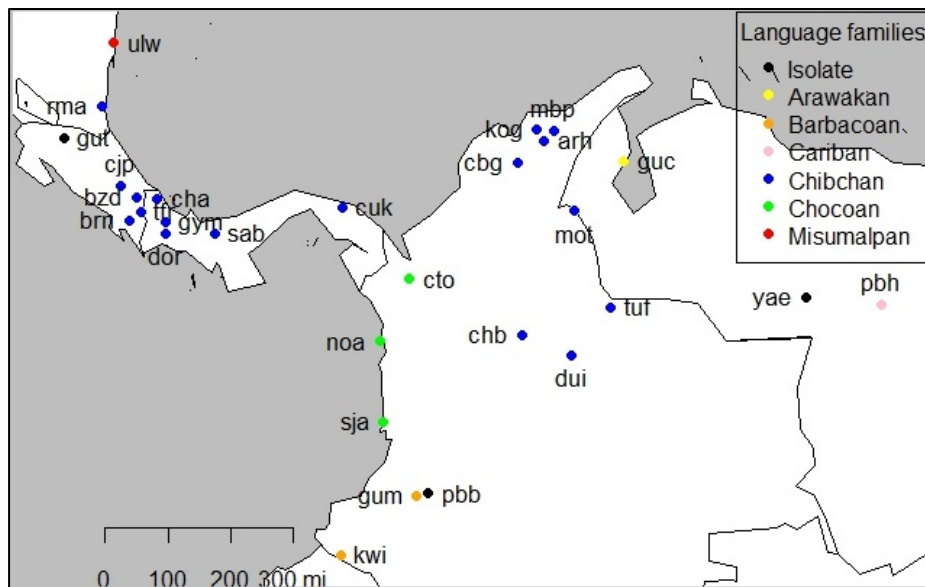 Language families
Isolate
Arawakan
Barbacoan
Cariban
Chibchan
Chocoan
Misumalpan
ulw
rma
gut
cjp
bzd
cha
brn
tfr
gym
dor
sab
cuk
kog
mbp
arh
cbg
guc
mot
cto
tuf
yae
pbh
noa
chb
dui
sja
gum
pbb
kwi
0 100 200 300 mi